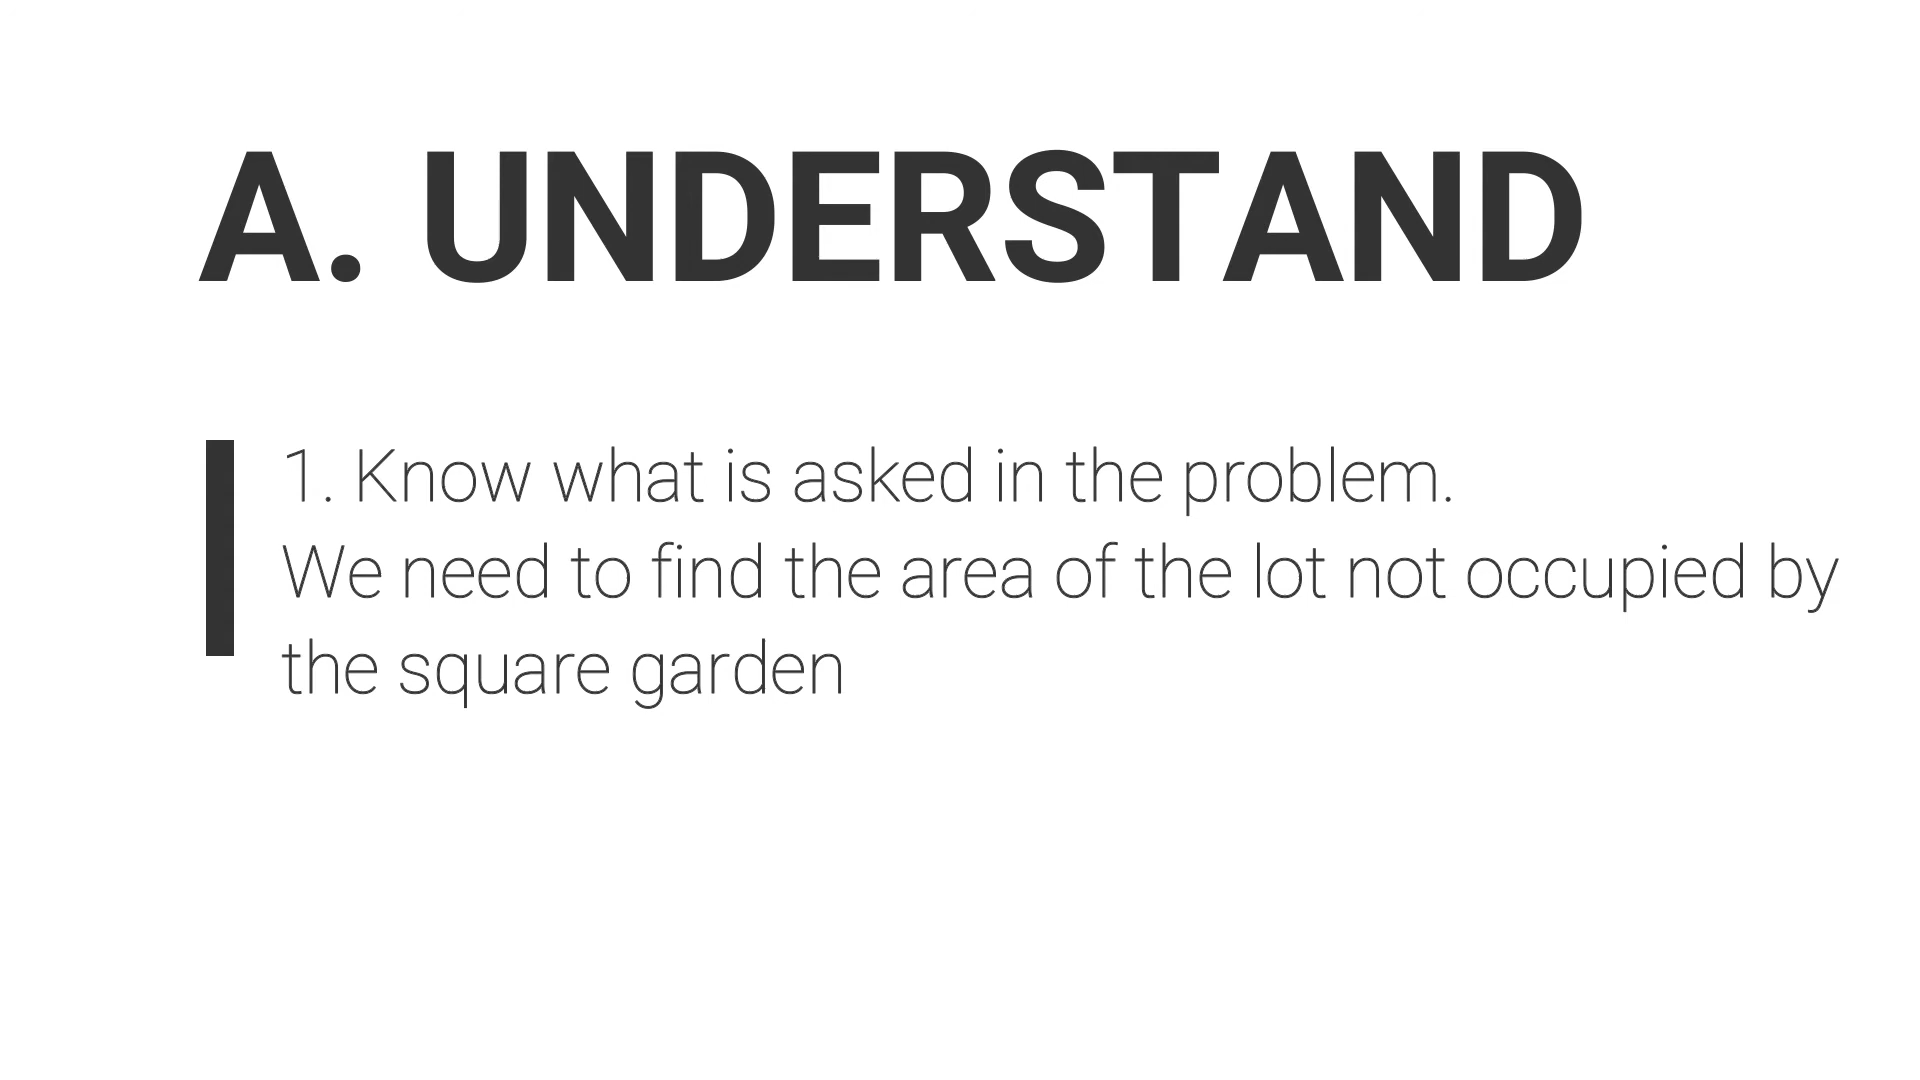 A. UNDERSTAND
1. Know what is asked in the problem.
We need to find the area of the lot not occupied by
the square garden